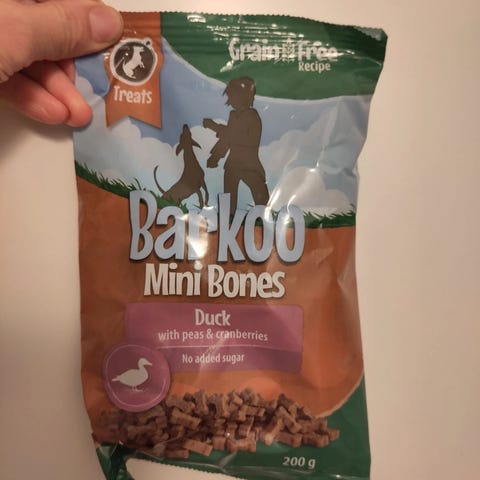 Grain Free
Recipe
Treats
Barkoo
Mini Bones
Duck
with peas & cranberries
No added sugar
200 g